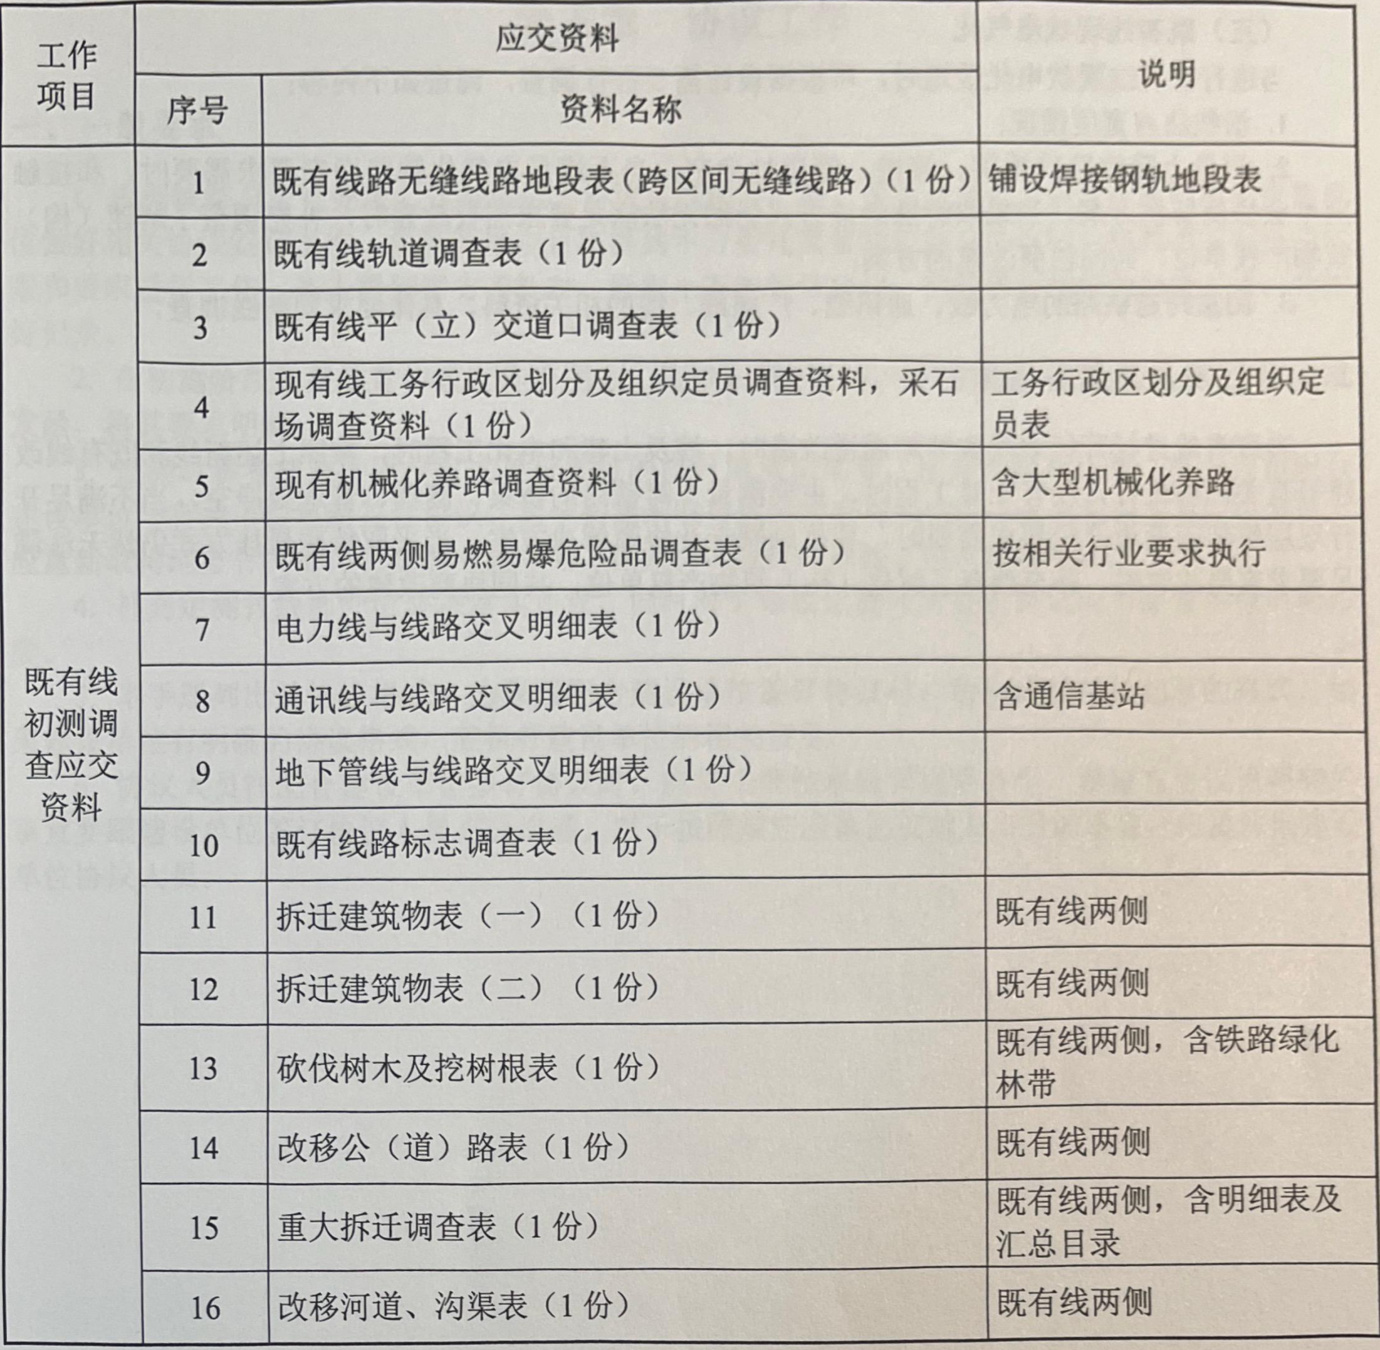 工作
项目
应交资料
说明
序号
资料名称
既有线
初测调
查应交
资料
1
既有线路无缝线路地段表（跨区间无缝线路）（1 份）
铺设焊接钢轨地段表
2
既有线轨道调查表（1 份）
3
既有线平（立）交道口调查表（1 份）
4
现有线工务行政区划分及组织定员调查资料，采石
场调查资料（1 份）
工务行政区划分及组织定
员表
5
现有机械化养路调查资料（1 份）
含大型机械化养路
6
既有线两侧易燃易爆危险品调查表（1 份）
按相关行业要求执行
7
电力线与线路交叉明细表（1 份）
8
通讯线与线路交叉明细表（1 份）
含通信基站
9
地下管线与线路交叉明细表（1 份）
10
既有线路标志调查表（1 份）
11
拆迁建筑物表（一）（1 份）
既有线两侧
12
拆迁建筑物表（二）（1 份）
既有线两侧
13
砍伐树木及挖树根表（1 份）
既有线两侧，含铁路绿化
林带
14
改移公（道）路表（1 份）
既有线两侧
15
重大拆迁调查表（1 份）
既有线两侧，含明细表及
汇总目录
16
改移河道、沟渠表（1 份）
既有线两侧